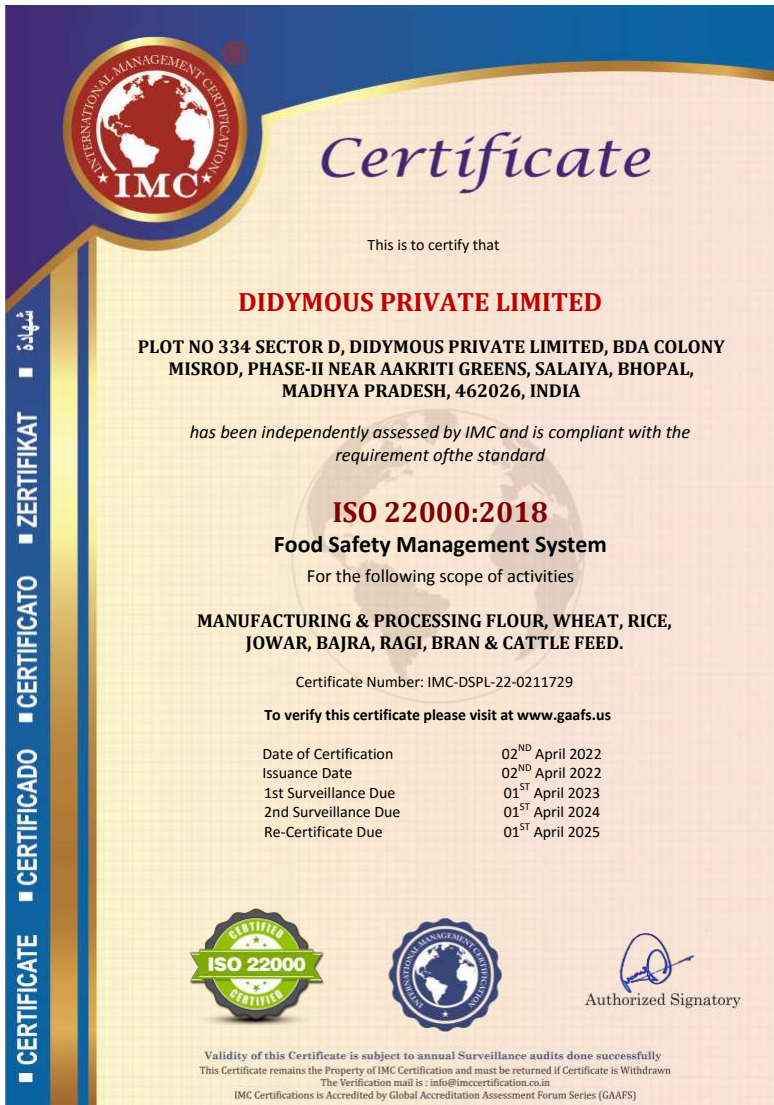 ®
INTERNATIONAL MANAGEMENT CERTIFICATION
IMC
Certificate
This is to certify that
DIDYMOUS PRIVATE LIMITED
PLOT NO 334 SECTOR D, DIDYMOUS PRIVATE LIMITED, BDA COLONY
MISROD, PHASE-II NEAR AAKRITI GREENS, SALAIYA, BHOPAL,
MADHYA PRADESH, 462026, INDIA
has been independently assessed by IMC and is compliant with the
requirement ofthe standard
ISO 22000:2018
Food Safety Management System
For the following scope of activities
MANUFACTURING & PROCESSING FLOUR, WHEAT, RICE,
JOWAR, BAJRA, RAGI, BRAN & CATTLE FEED.
Certificate Number: IMC-DSPL-22-0211729
To verify this certificate please visit at www.gaafs.us
Date of Certification 02ND April 2022
Issuance Date 02ND April 2022
1st Surveillance Due 01ST April 2023
2nd Surveillance Due 01ST April 2024
Re-Certificate Due 01ST April 2025
■ CERTIFICATE ■ CERTIFICADO ■ CERTIFICATO ■ ZERTIFIKAT ■ شهادة
CERTIFIED
ISO 22000
CERTIFIED
INTERNATIONAL MANAGEMENT CERTIFICATION
Authorized Signatory
Validity of this Certificate is subject to annual Surveillance audits done successfully
This Certificate remains the Property of IMC Certification and must be returned if Certificate is Withdrawn
The Verification mail is : info@imccertification.co.in
IMC Certifications is Accredited by Global Accreditation Assessment Forum Series (GAAFS)